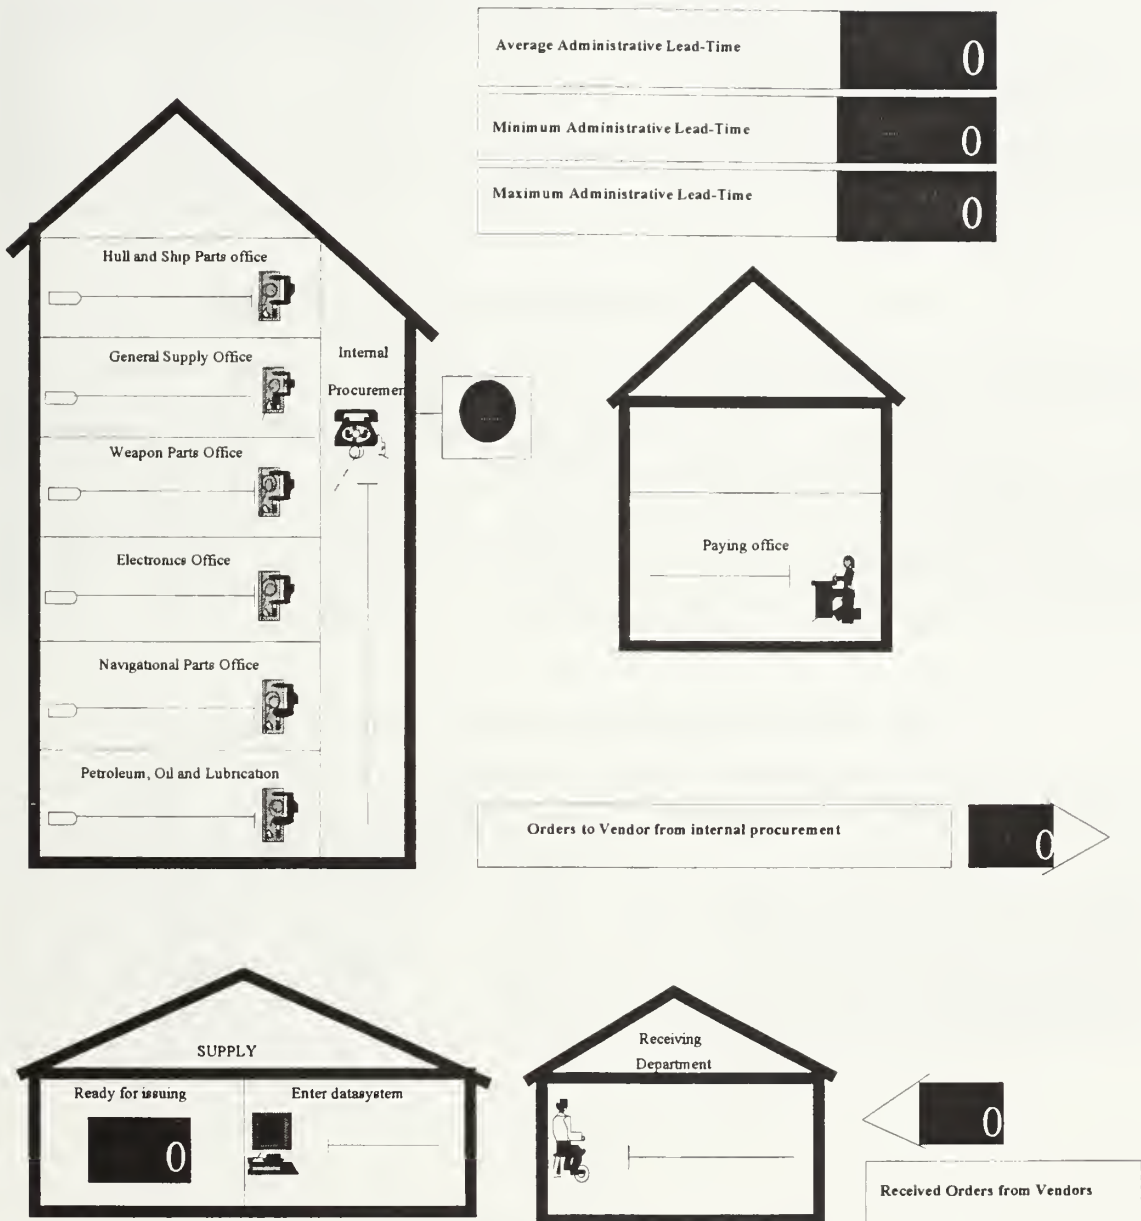 Average Administrative Lead-Time
0
Minimum Administrative Lead-Time
0
Maximum Administrative Lead-Time
0
Hull and Ship Parts office
General Supply Office
Internal
Procuremen
Weapon Parts Office
Electronics Office
Paying office
Navigational Parts Office
Petroleum, Oil and Lubrication
Orders to Vendor from internal procurement
0
SUPPLY
Ready for issuing
0
Enter datasystem
Receiving
Department
0
Received Orders from Vendors